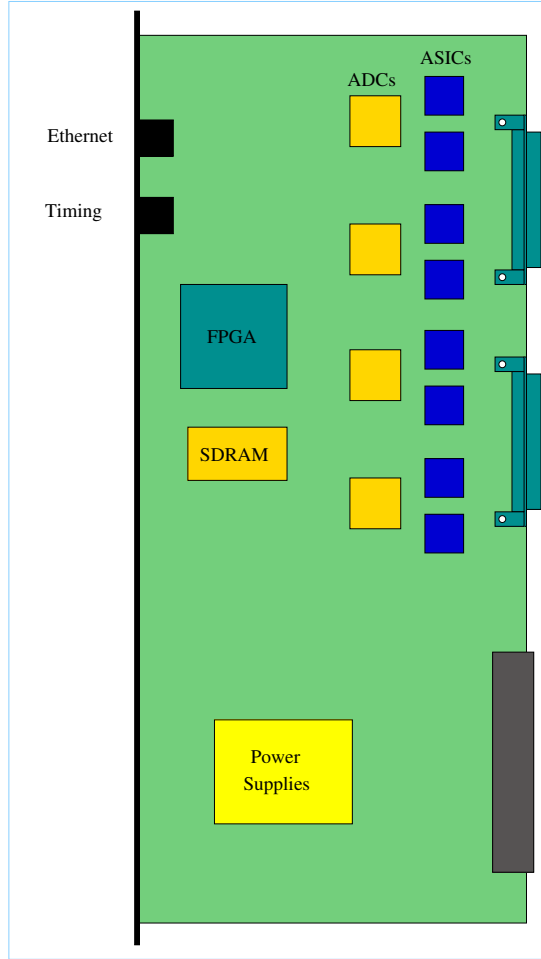 ASICs
ADCs
Ethernet
Timing
FPGA
SDRAM
Power
Supplies